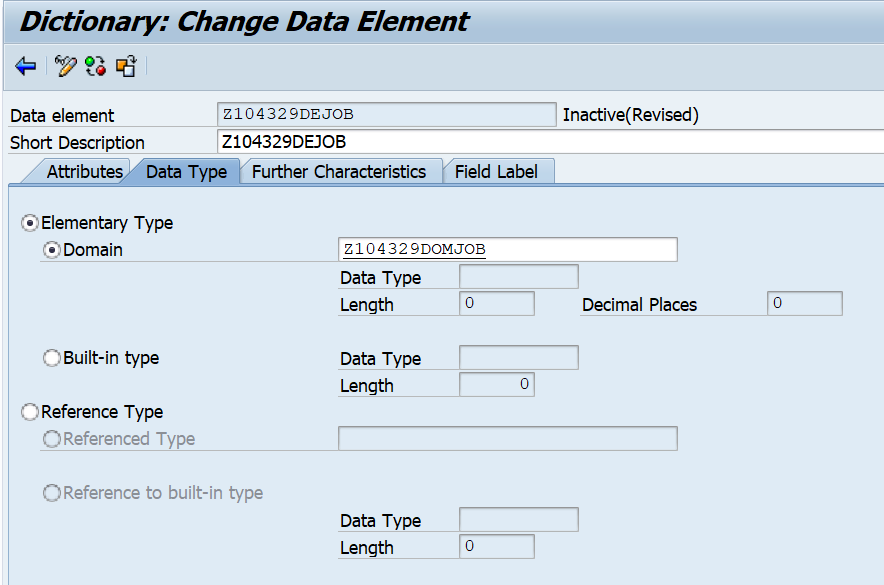 Dictionary: Change Data Element
Data element Z104329DEJOB Inactive(Revised)
Short Description Z104329DEJOB
Attributes Data Type Further Characteristics Field Label
Elementary Type
Domain Z104329DOMJOB
Data Type
Length 0 Decimal Places 0
Built-in type Data Type
Length 0
Reference Type
Referenced Type
Reference to built-in type
Data Type
Length 0